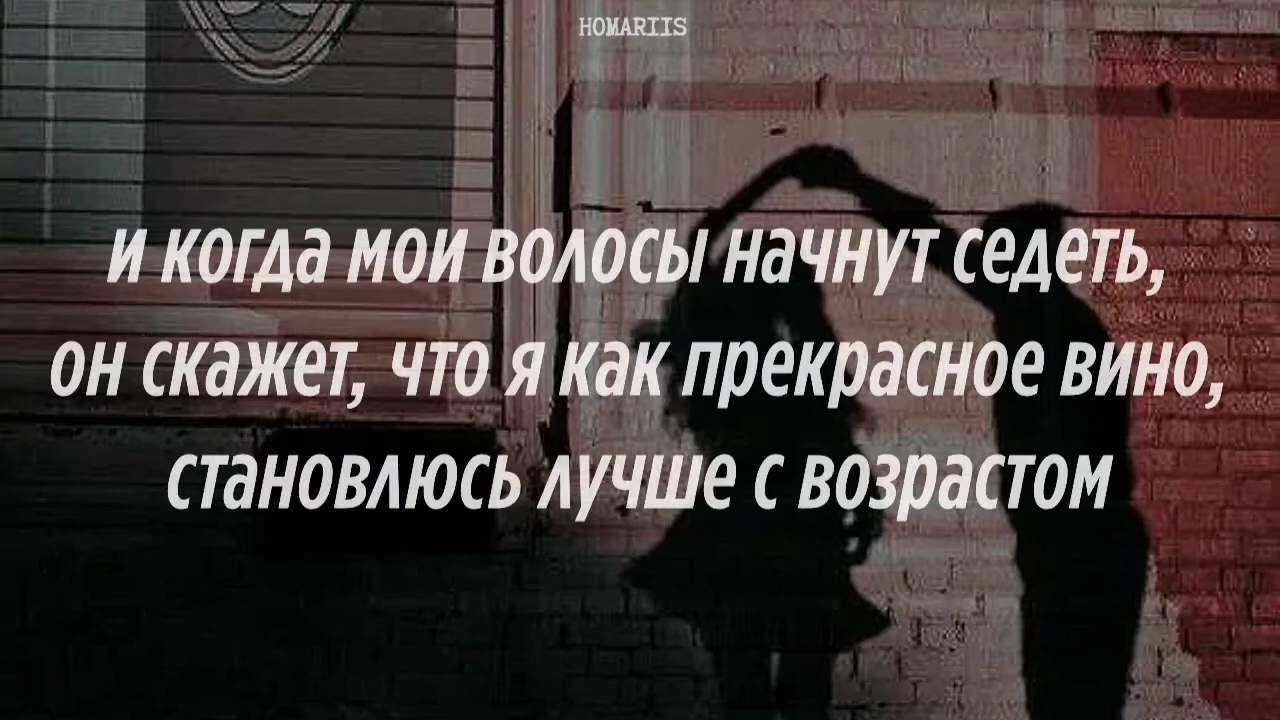 HOMARIIS
и когда мои волосы начнут седеть,
он скажет, что я как прекрасное вино,
становлюсь лучше с возрастом